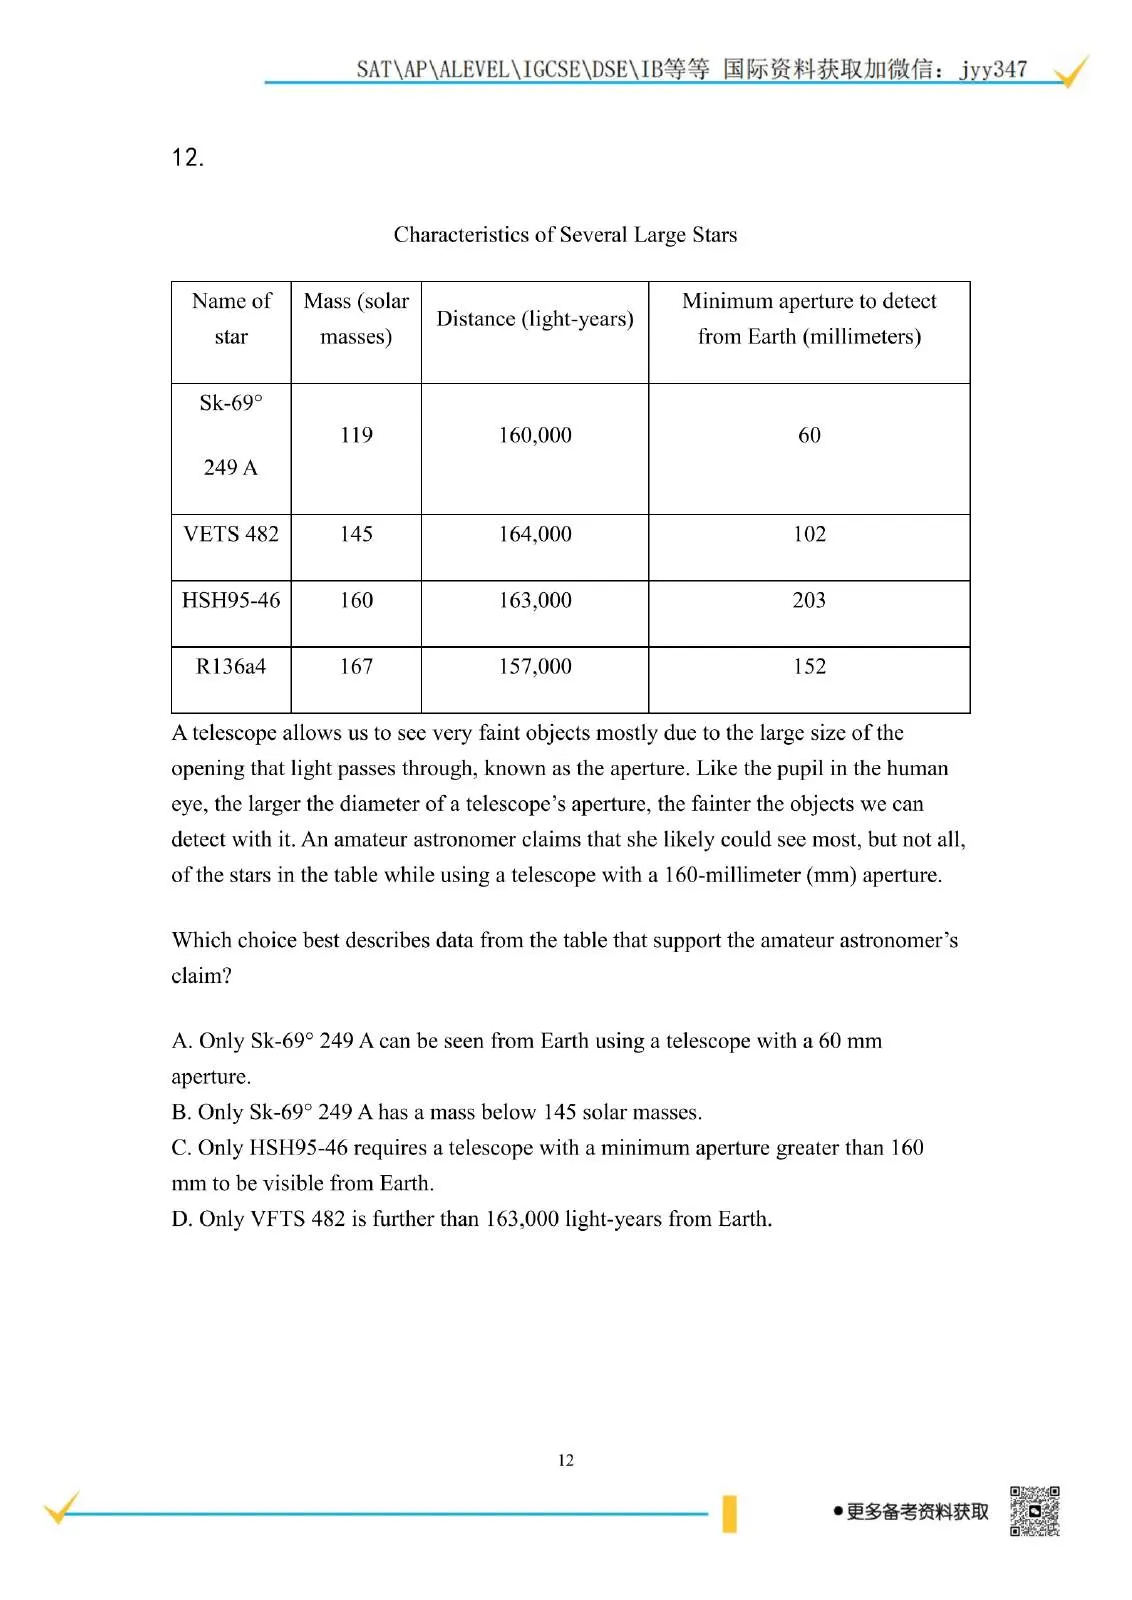 SAT\AP\ALEVEL\IGCSE\DSE\IB等等 国际资料获取加微信：jyy347
12.
Characteristics of Several Large Stars
Name of star	Mass (solar masses)	Distance (light-years)	Minimum aperture to detect from Earth (millimeters)
Sk-69° 249 A	119	160,000	60
VETS 482	145	164,000	102
HSH95-46	160	163,000	203
R136a4	167	157,000	152
A telescope allows us to see very faint objects mostly due to the large size of the
opening that light passes through, known as the aperture. Like the pupil in the human
eye, the larger the diameter of a telescope’s aperture, the fainter the objects we can
detect with it. An amateur astronomer claims that she likely could see most, but not all,
of the stars in the table while using a telescope with a 160-millimeter (mm) aperture.
Which choice best describes data from the table that support the amateur astronomer’s
claim?
A. Only Sk-69° 249 A can be seen from Earth using a telescope with a 60 mm
aperture.
B. Only Sk-69° 249 A has a mass below 145 solar masses.
C. Only HSH95-46 requires a telescope with a minimum aperture greater than 160
mm to be visible from Earth.
D. Only VFTS 482 is further than 163,000 light-years from Earth.
12
●更多备考资料获取